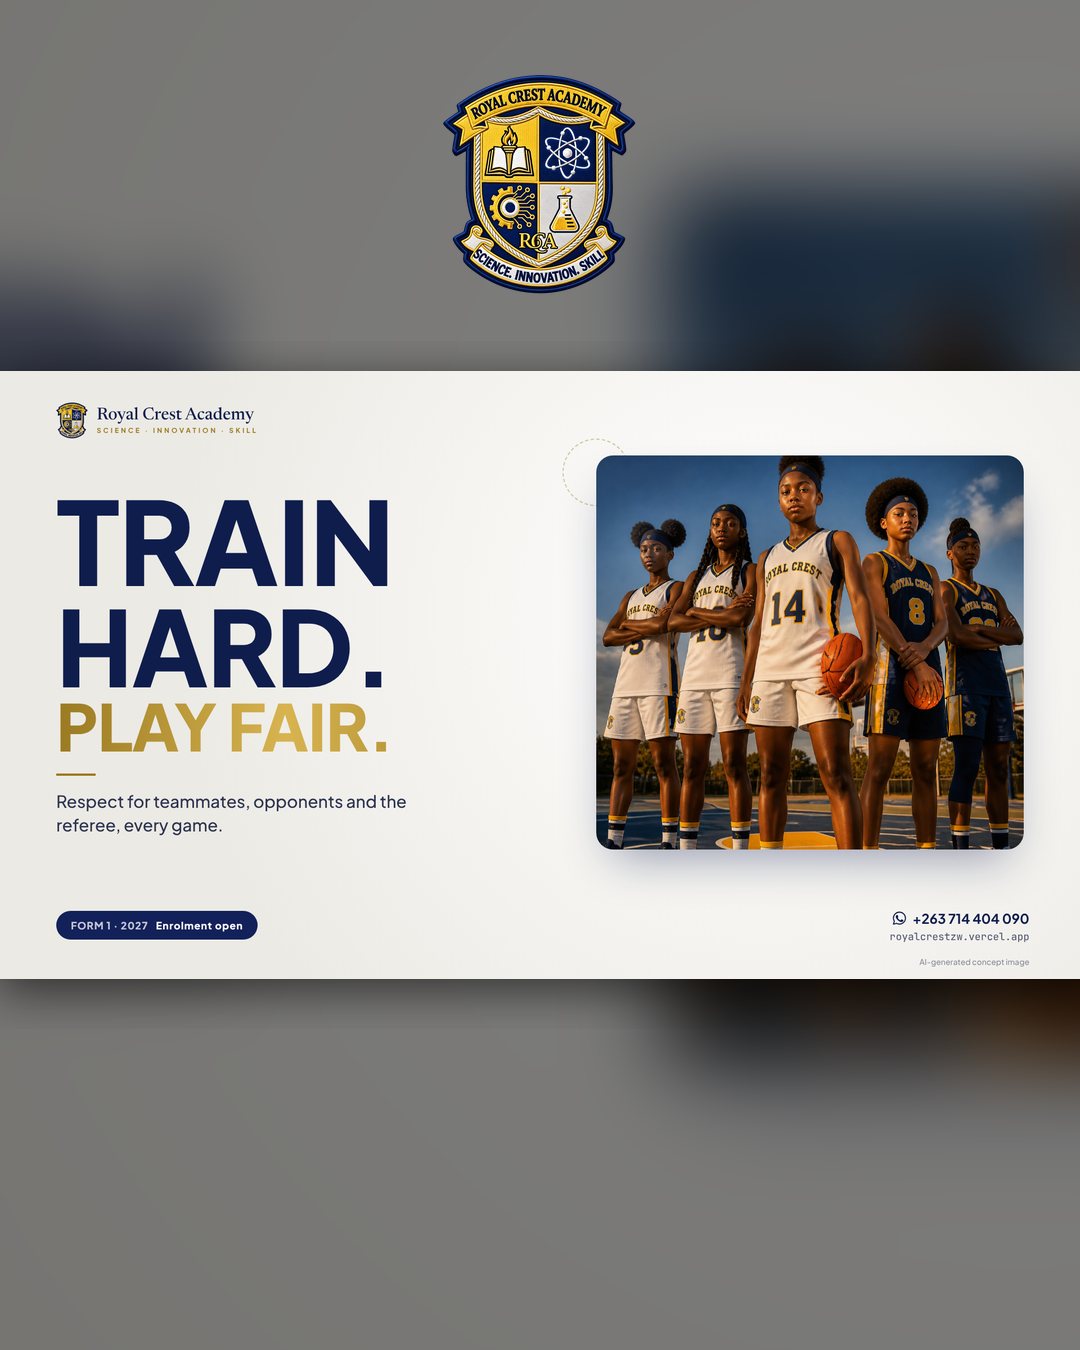 ROYAL CREST ACADEMY
RCA
SCIENCE. INNOVATION. SKILL
Royal Crest Academy
SCIENCE · INNOVATION · SKILL
TRAIN
HARD.
PLAY FAIR.
Respect for teammates, opponents and the
referee, every game.
ROYAL CREST
14
ROYAL CREST
8
FORM 1 · 2027 Enrolment open
+263 714 404 090
royalcrestzw.vercel.app
AI-generated concept image